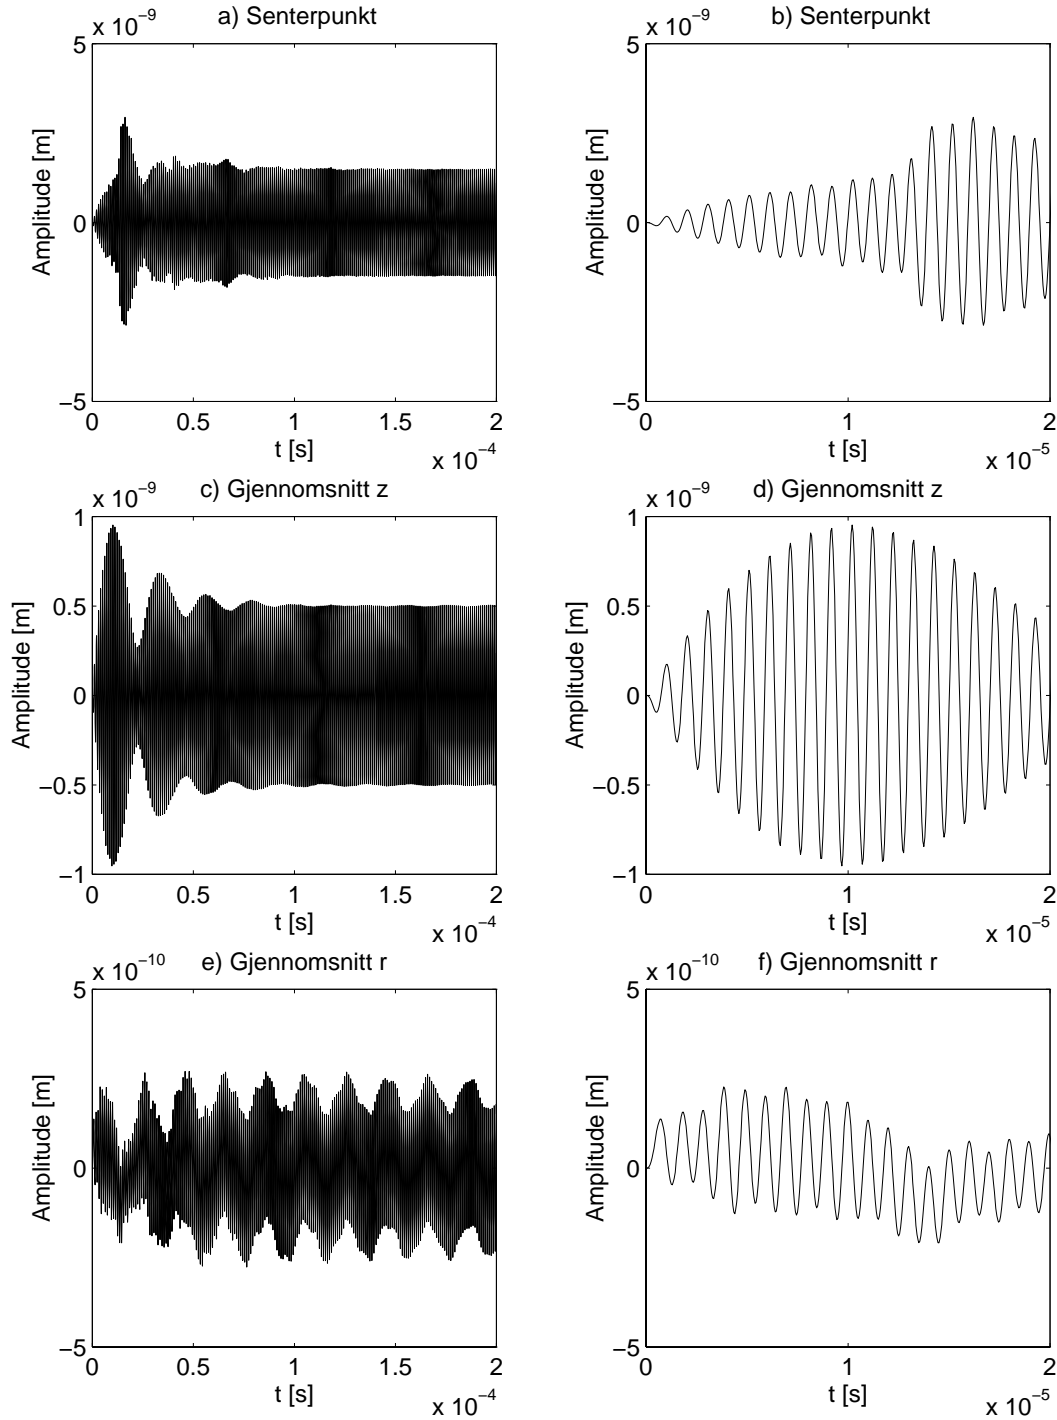 a) Senterpunkt
x 10⁻⁹
5
0
−5
Amplitude [m]
0 0.5 1 1.5 2
t [s]
x 10⁻⁴
b) Senterpunkt
x 10⁻⁹
5
0
−5
Amplitude [m]
0 1 2
t [s]
x 10⁻⁵
c) Gjennomsnitt z
x 10⁻⁹
1
0.5
0
−0.5
−1
Amplitude [m]
0 0.5 1 1.5 2
t [s]
x 10⁻⁴
d) Gjennomsnitt z
x 10⁻⁹
1
0.5
0
−0.5
−1
Amplitude [m]
0 1 2
t [s]
x 10⁻⁵
e) Gjennomsnitt r
x 10⁻¹⁰
5
0
−5
Amplitude [m]
0 0.5 1 1.5 2
t [s]
x 10⁻⁴
f) Gjennomsnitt r
x 10⁻¹⁰
5
0
−5
Amplitude [m]
0 1 2
t [s]
x 10⁻⁵